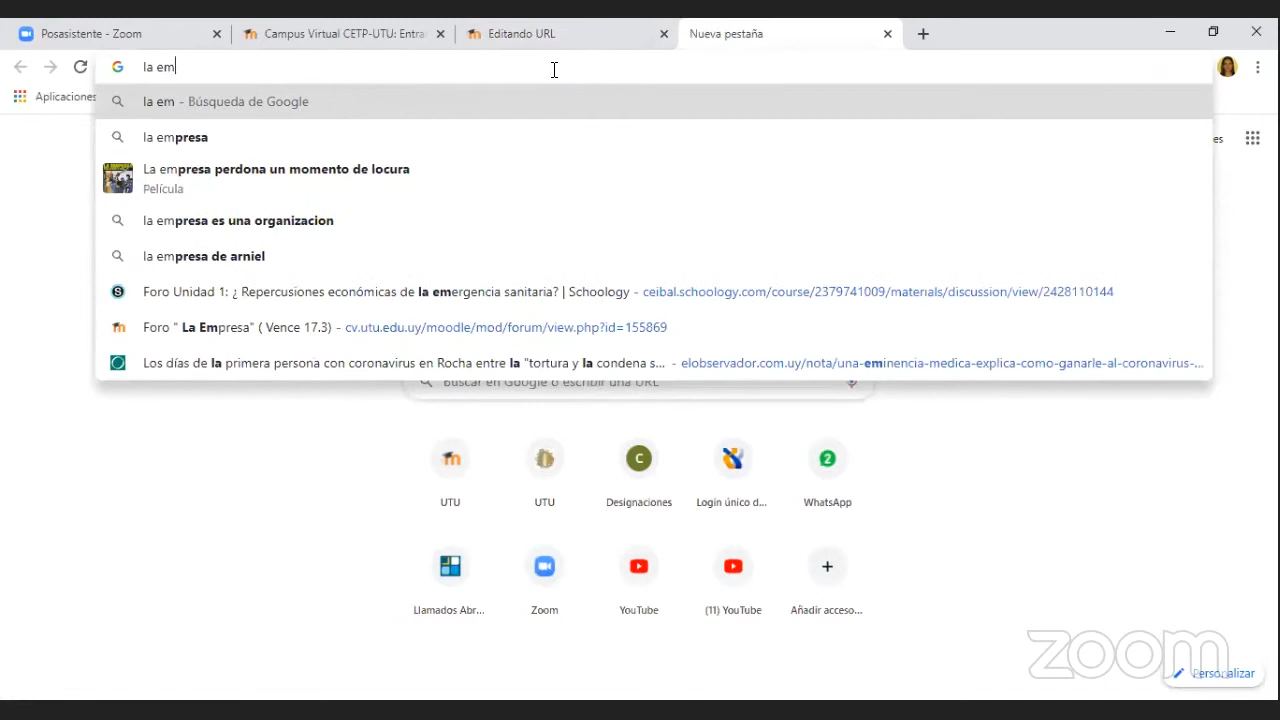 Posasistente - Zoom
Campus Virtual CETP-UTU: Entra
Editando URL
Nueva pestaña
la em
Aplicaciones
la em - Búsqueda de Google
la empresa
es
La empresa perdona un momento de locura
Película
la empresa es una organizacion
la empresa de arniel
Foro Unidad 1: ¿ Repercusiones económicas de la emergencia sanitaria? | Schoology - ceibal.schoology.com/course/2379741009/materials/discussion/view/2428110144
Foro " La Empresa" ( Vence 17.3) - cv.utu.edu.uy/moodle/mod/forum/view.php?id=155869
Los días de la primera persona con coronavirus en Rocha entre la "tortura y la condena s... - elobservador.com.uy/nota/una-eminencia-medica-explica-como-ganarle-al-coronavirus-...
Buscar en Google o escribir una URL
C
2
UTU
UTU
Designaciones
Login único d...
WhatsApp
Llamados Abr...
Zoom
YouTube
(11) YouTube
Añadir acceso...
zoom
Personalizar